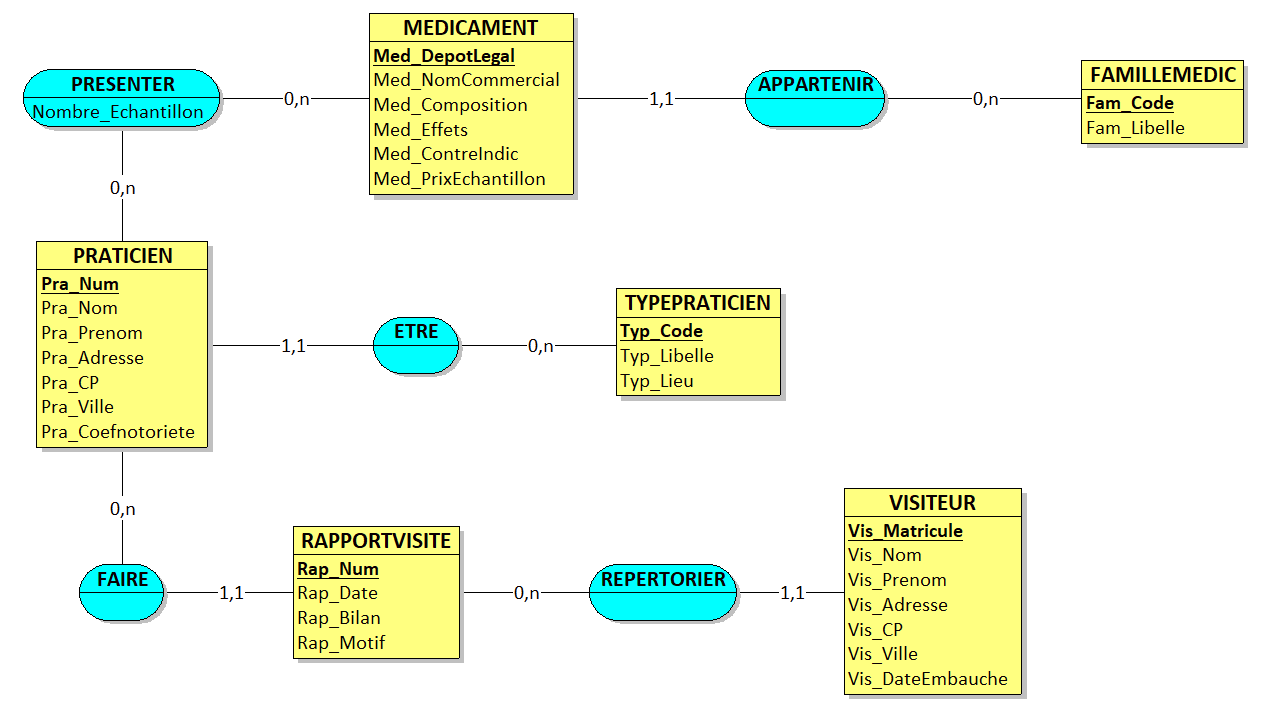 MEDICAMENT
Med_DepotLegal
Med_NomCommercial
Med_Composition
Med_Effets
Med_ContreIndic
Med_PrixEchantillon
PRESENTER
Nombre_Echantillon
0,n
1,1
APPARTENIR
0,n
FAMILLEMEDIC
Fam_Code
Fam_Libelle
0,n
PRATICIEN
Pra_Num
Pra_Nom
Pra_Prenom
Pra_Adresse
Pra_CP
Pra_Ville
Pra_Coefnotoriete
1,1
ETRE
0,n
TYPEPRATICIEN
Typ_Code
Typ_Libelle
Typ_Lieu
0,n
FAIRE
1,1
RAPPORTVISITE
Rap_Num
Rap_Date
Rap_Bilan
Rap_Motif
0,n
REPERTORIER
1,1
VISITEUR
Vis_Matricule
Vis_Nom
Vis_Prenom
Vis_Adresse
Vis_CP
Vis_Ville
Vis_DateEmbauche